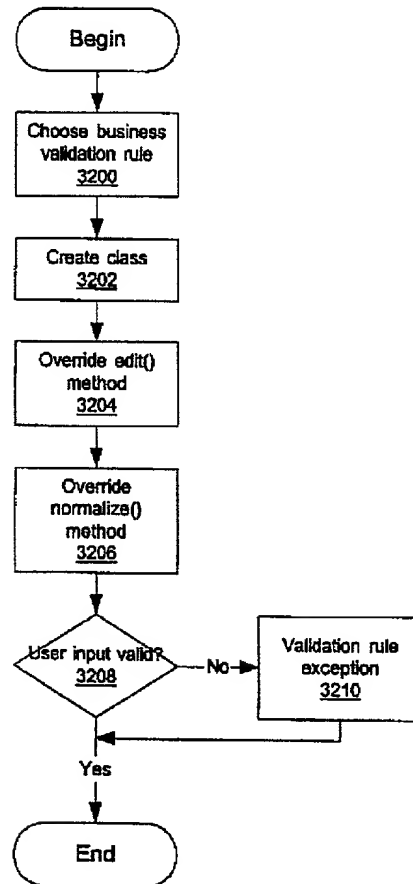 Begin
Choose business
validation rule
3200
Create class
3202
Override edit()
method
3204
Override
normalize()
method
3206
User input valid?
3208
No
Validation rule
exception
3210
Yes
End